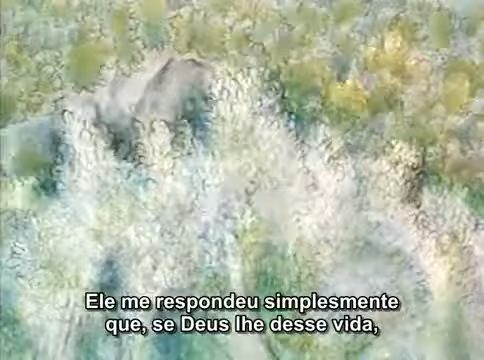 Ele me respondeu simplesmente
que, se Deus lhe desse vida,